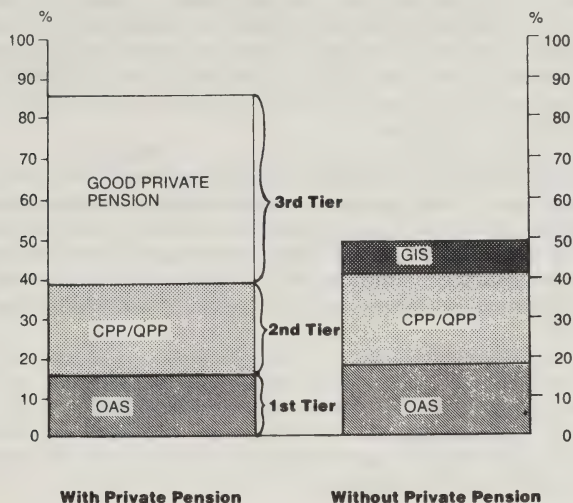 %
100
90
80
70
60
50
40
30
20
10
0
GOOD PRIVATE
PENSION
CPP/QPP
OAS
3rd Tier
2nd Tier
1st Tier
GIS
CPP/QPP
OAS
%
100
90
80
70
60
50
40
30
20
10
0
With Private Pension
Without Private Pension